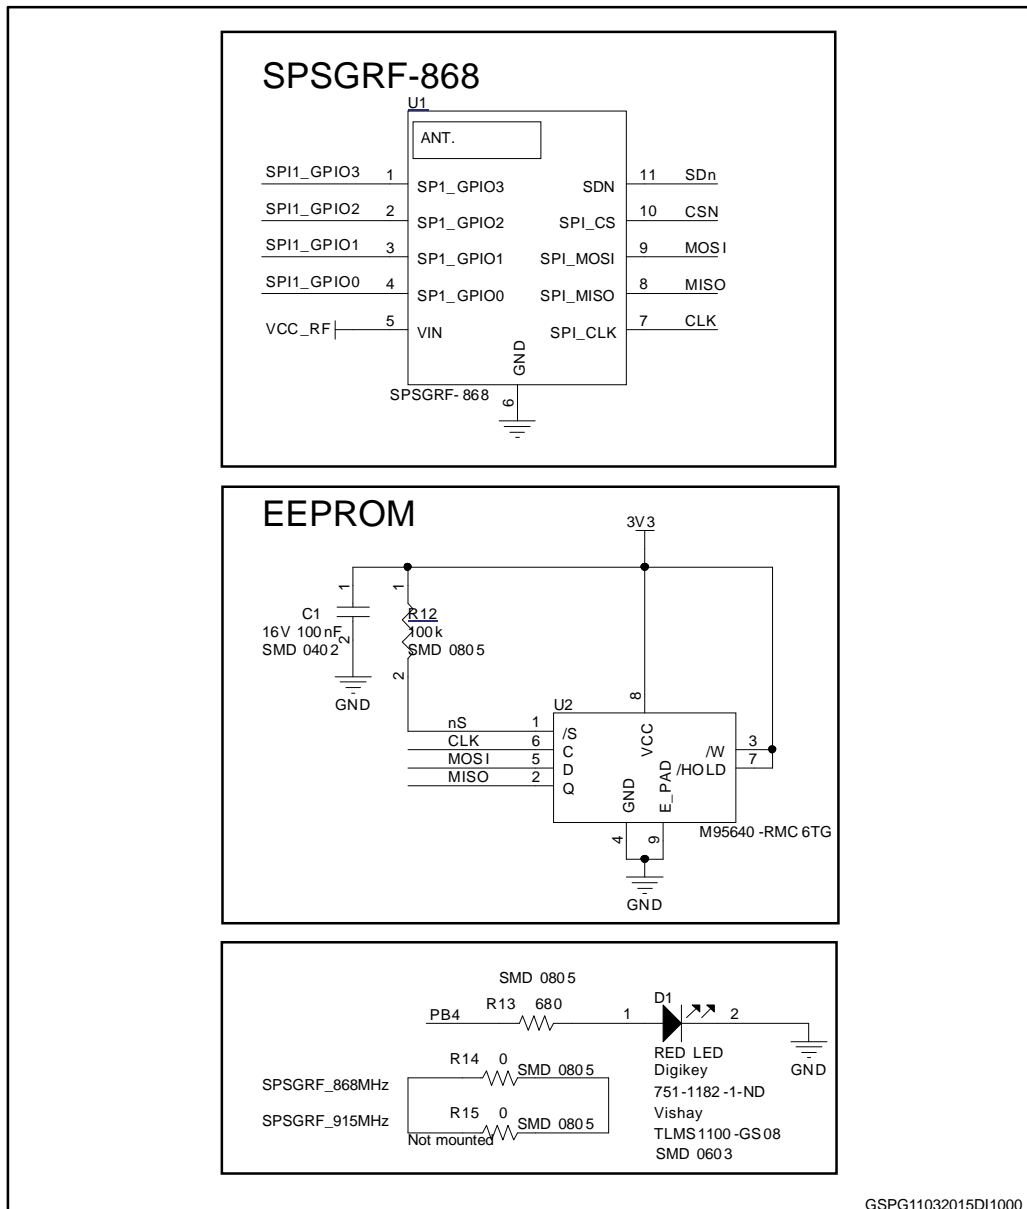 SPSGRF-868
U1
ANT.
SPI1_GPIO3 1 SP1_GPIO3 SDN 11 SDn
SPI1_GPIO2 2 SP1_GPIO2 SPI_CS 10 CSN
SPI1_GPIO1 3 SP1_GPIO1 SPI_MOSI 9 MOSI
SPI1_GPIO0 4 SP1_GPIO0 SPI_MISO 8 MISO
VCC_RF 5 VIN SPI_CLK 7 CLK
GND
SPSGRF-868
6
EEPROM
3V3
1 1
C1 R12
16V 100nF 100k
SMD 0402 SMD 0805
2 2
GND
8
U2
nS 1 /S VCC /W 3
CLK 6 C /HOLD 7
MOSI 5 D
MISO 2 Q
GND E_PAD
M95640-RMC6TG
4 9
GND
SMD 0805
PB4 R13 680 1 D1 2
RED LED GND
Digikey
751-1182-1-ND
Vishay
TLMS1100-GS08
SMD 0603
R14 0 SMD 0805
SPSGRF_868MHz
R15 0 SMD 0805
SPSGRF_915MHz
Not mounted
GSPG11032015DI1000